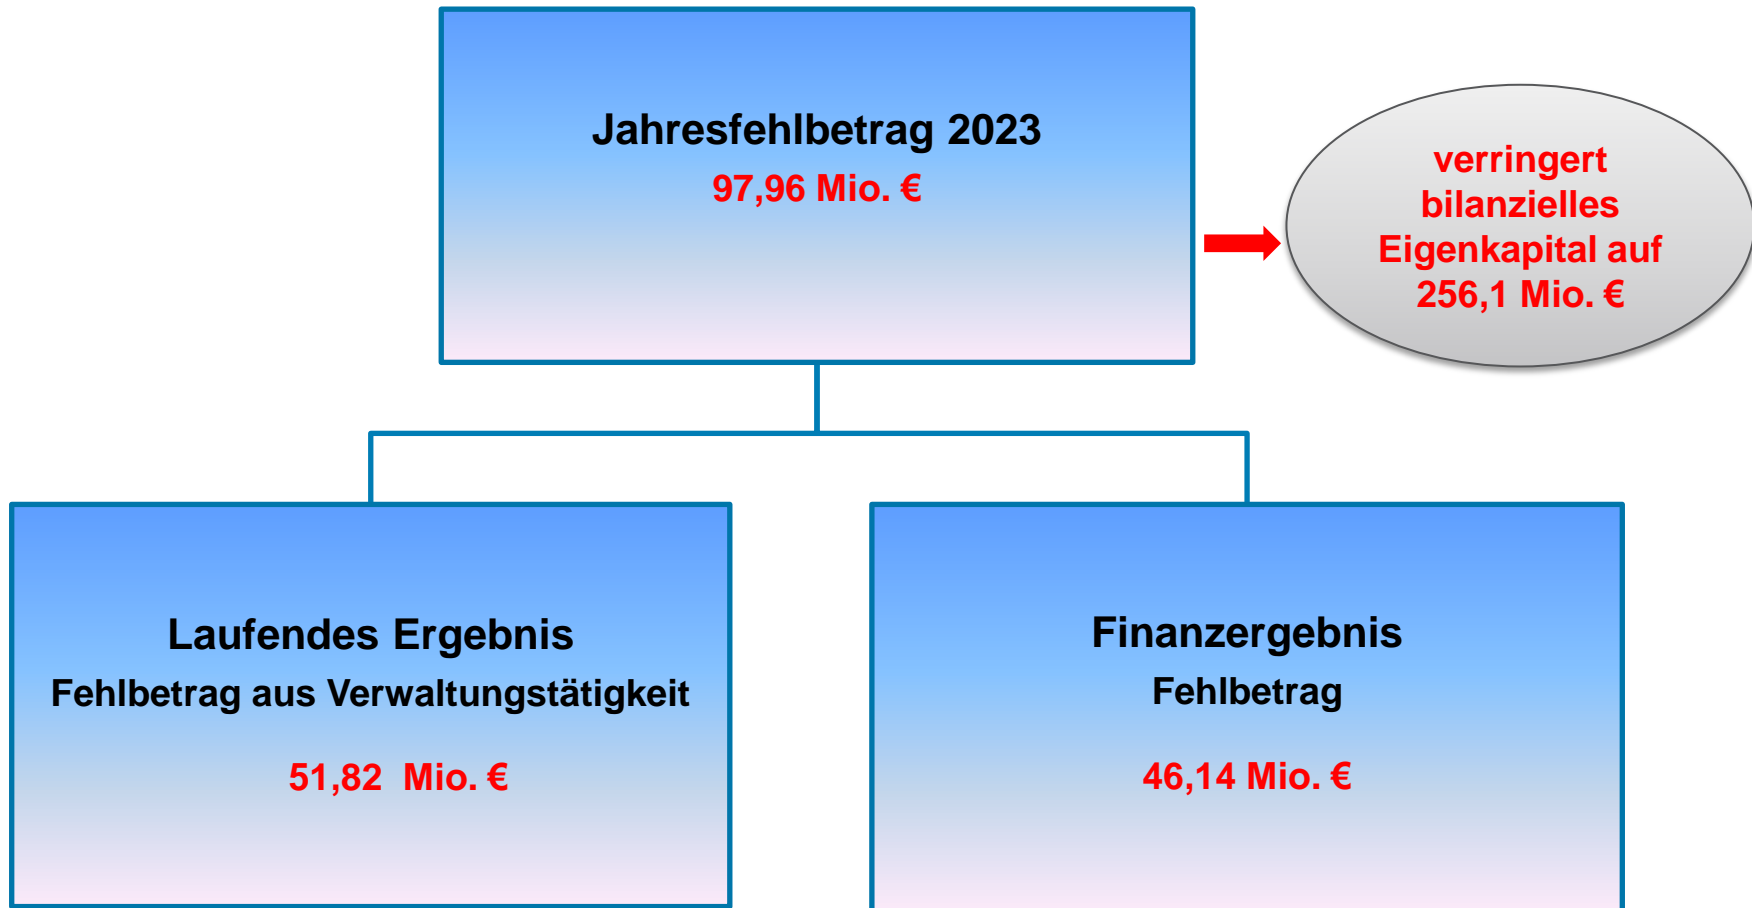 Jahresfehlbetrag 2023
97,96 Mio. €
verringert
bilanzielles
Eigenkapital auf
256,1 Mio. €
Laufendes Ergebnis
Fehlbetrag aus Verwaltungstätigkeit
51,82 Mio. €
Finanzergebnis
Fehlbetrag
46,14 Mio. €